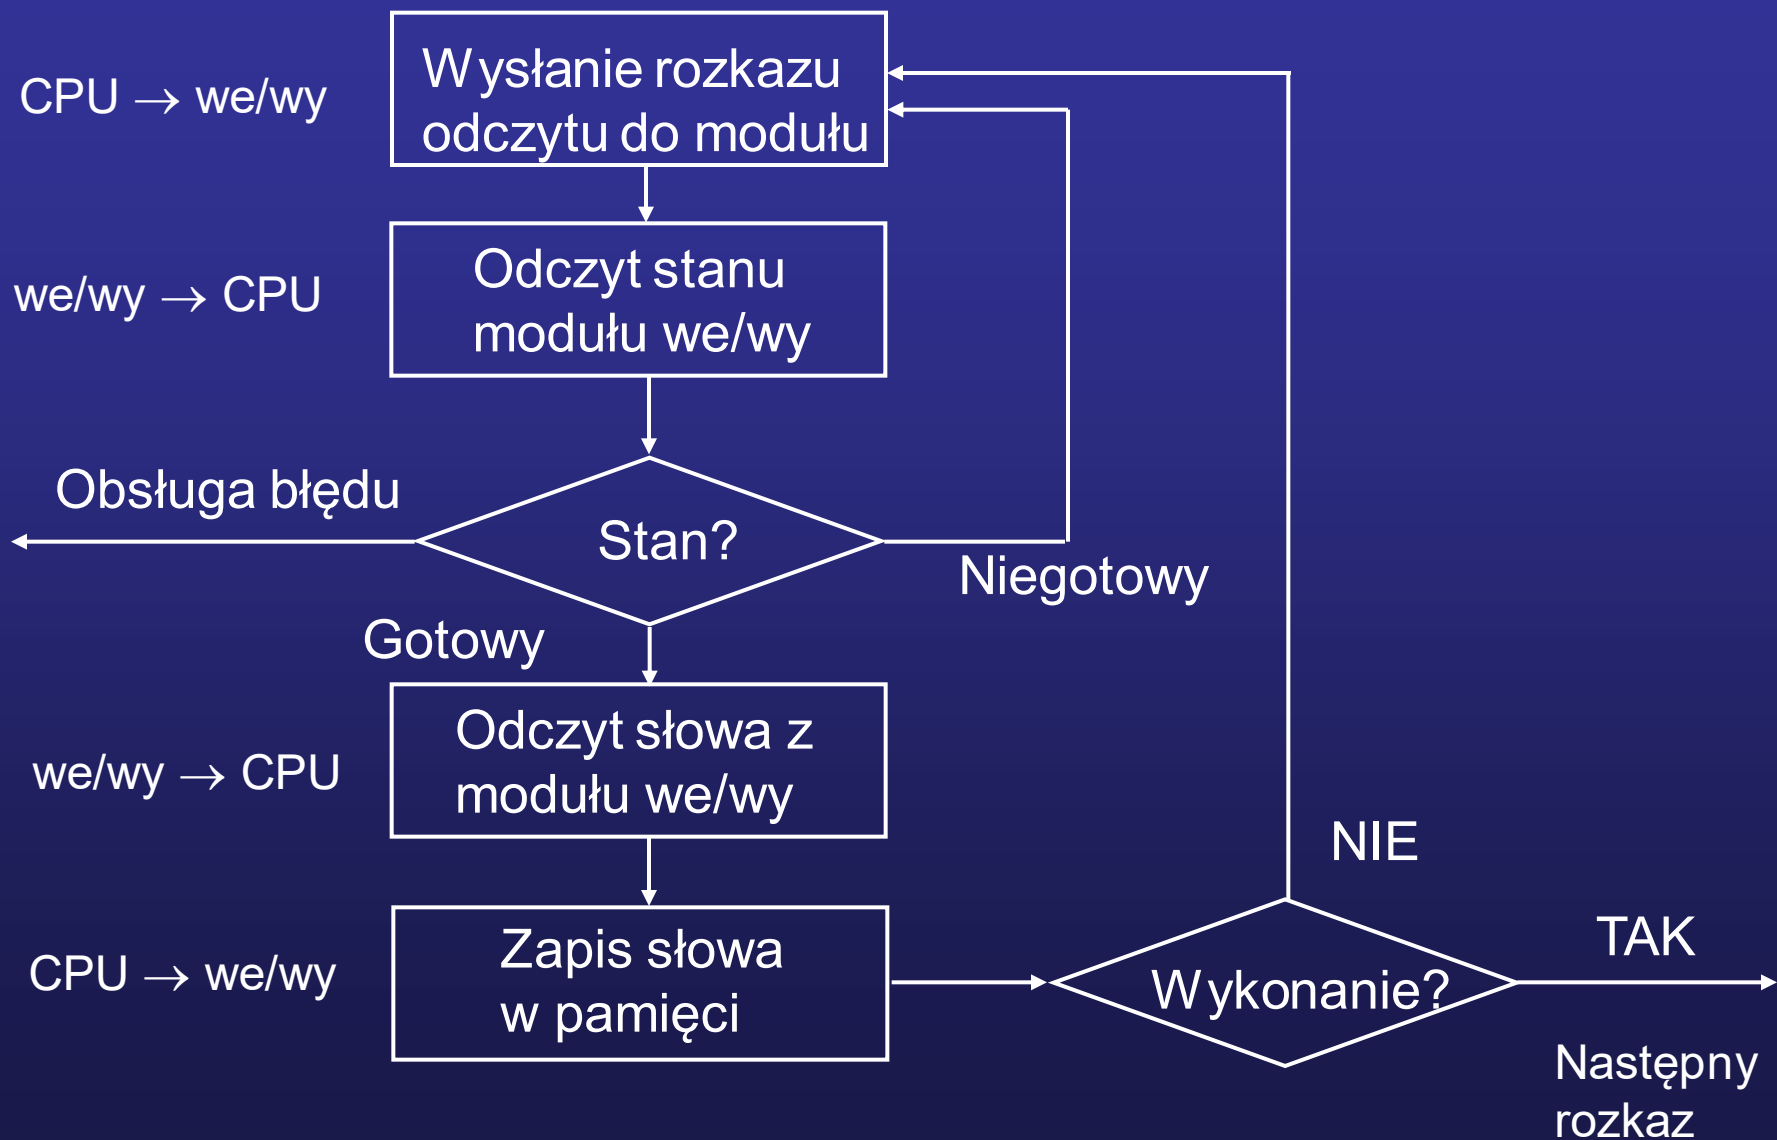 CPU → we/wy
Wysłanie rozkazu
odczytu do modułu
we/wy → CPU
Odczyt stanu
modułu we/wy
Obsługa błędu
Stan?
Niegotowy
Gotowy
we/wy → CPU
Odczyt słowa z
modułu we/wy
NIE
CPU → we/wy
Zapis słowa
w pamięci
Wykonanie?
TAK
Następny
rozkaz